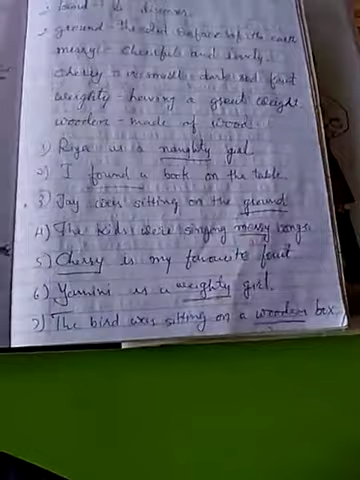 found - to discover.
ground - the solid surface of the earth
merry - cheerful and lively.
cherry - a small dark red fruit
weighty - having a great weight
wooden - made of wood.
1) Riya is a naughty girl.
2) I found a book on the table.
3) Jay was sitting on the ground
4) The kids were singing merry songs.
5) Cherry is my favourite fruit.
6) Yamini is a weighty girl.
7) The bird was sitting on a wooden box.